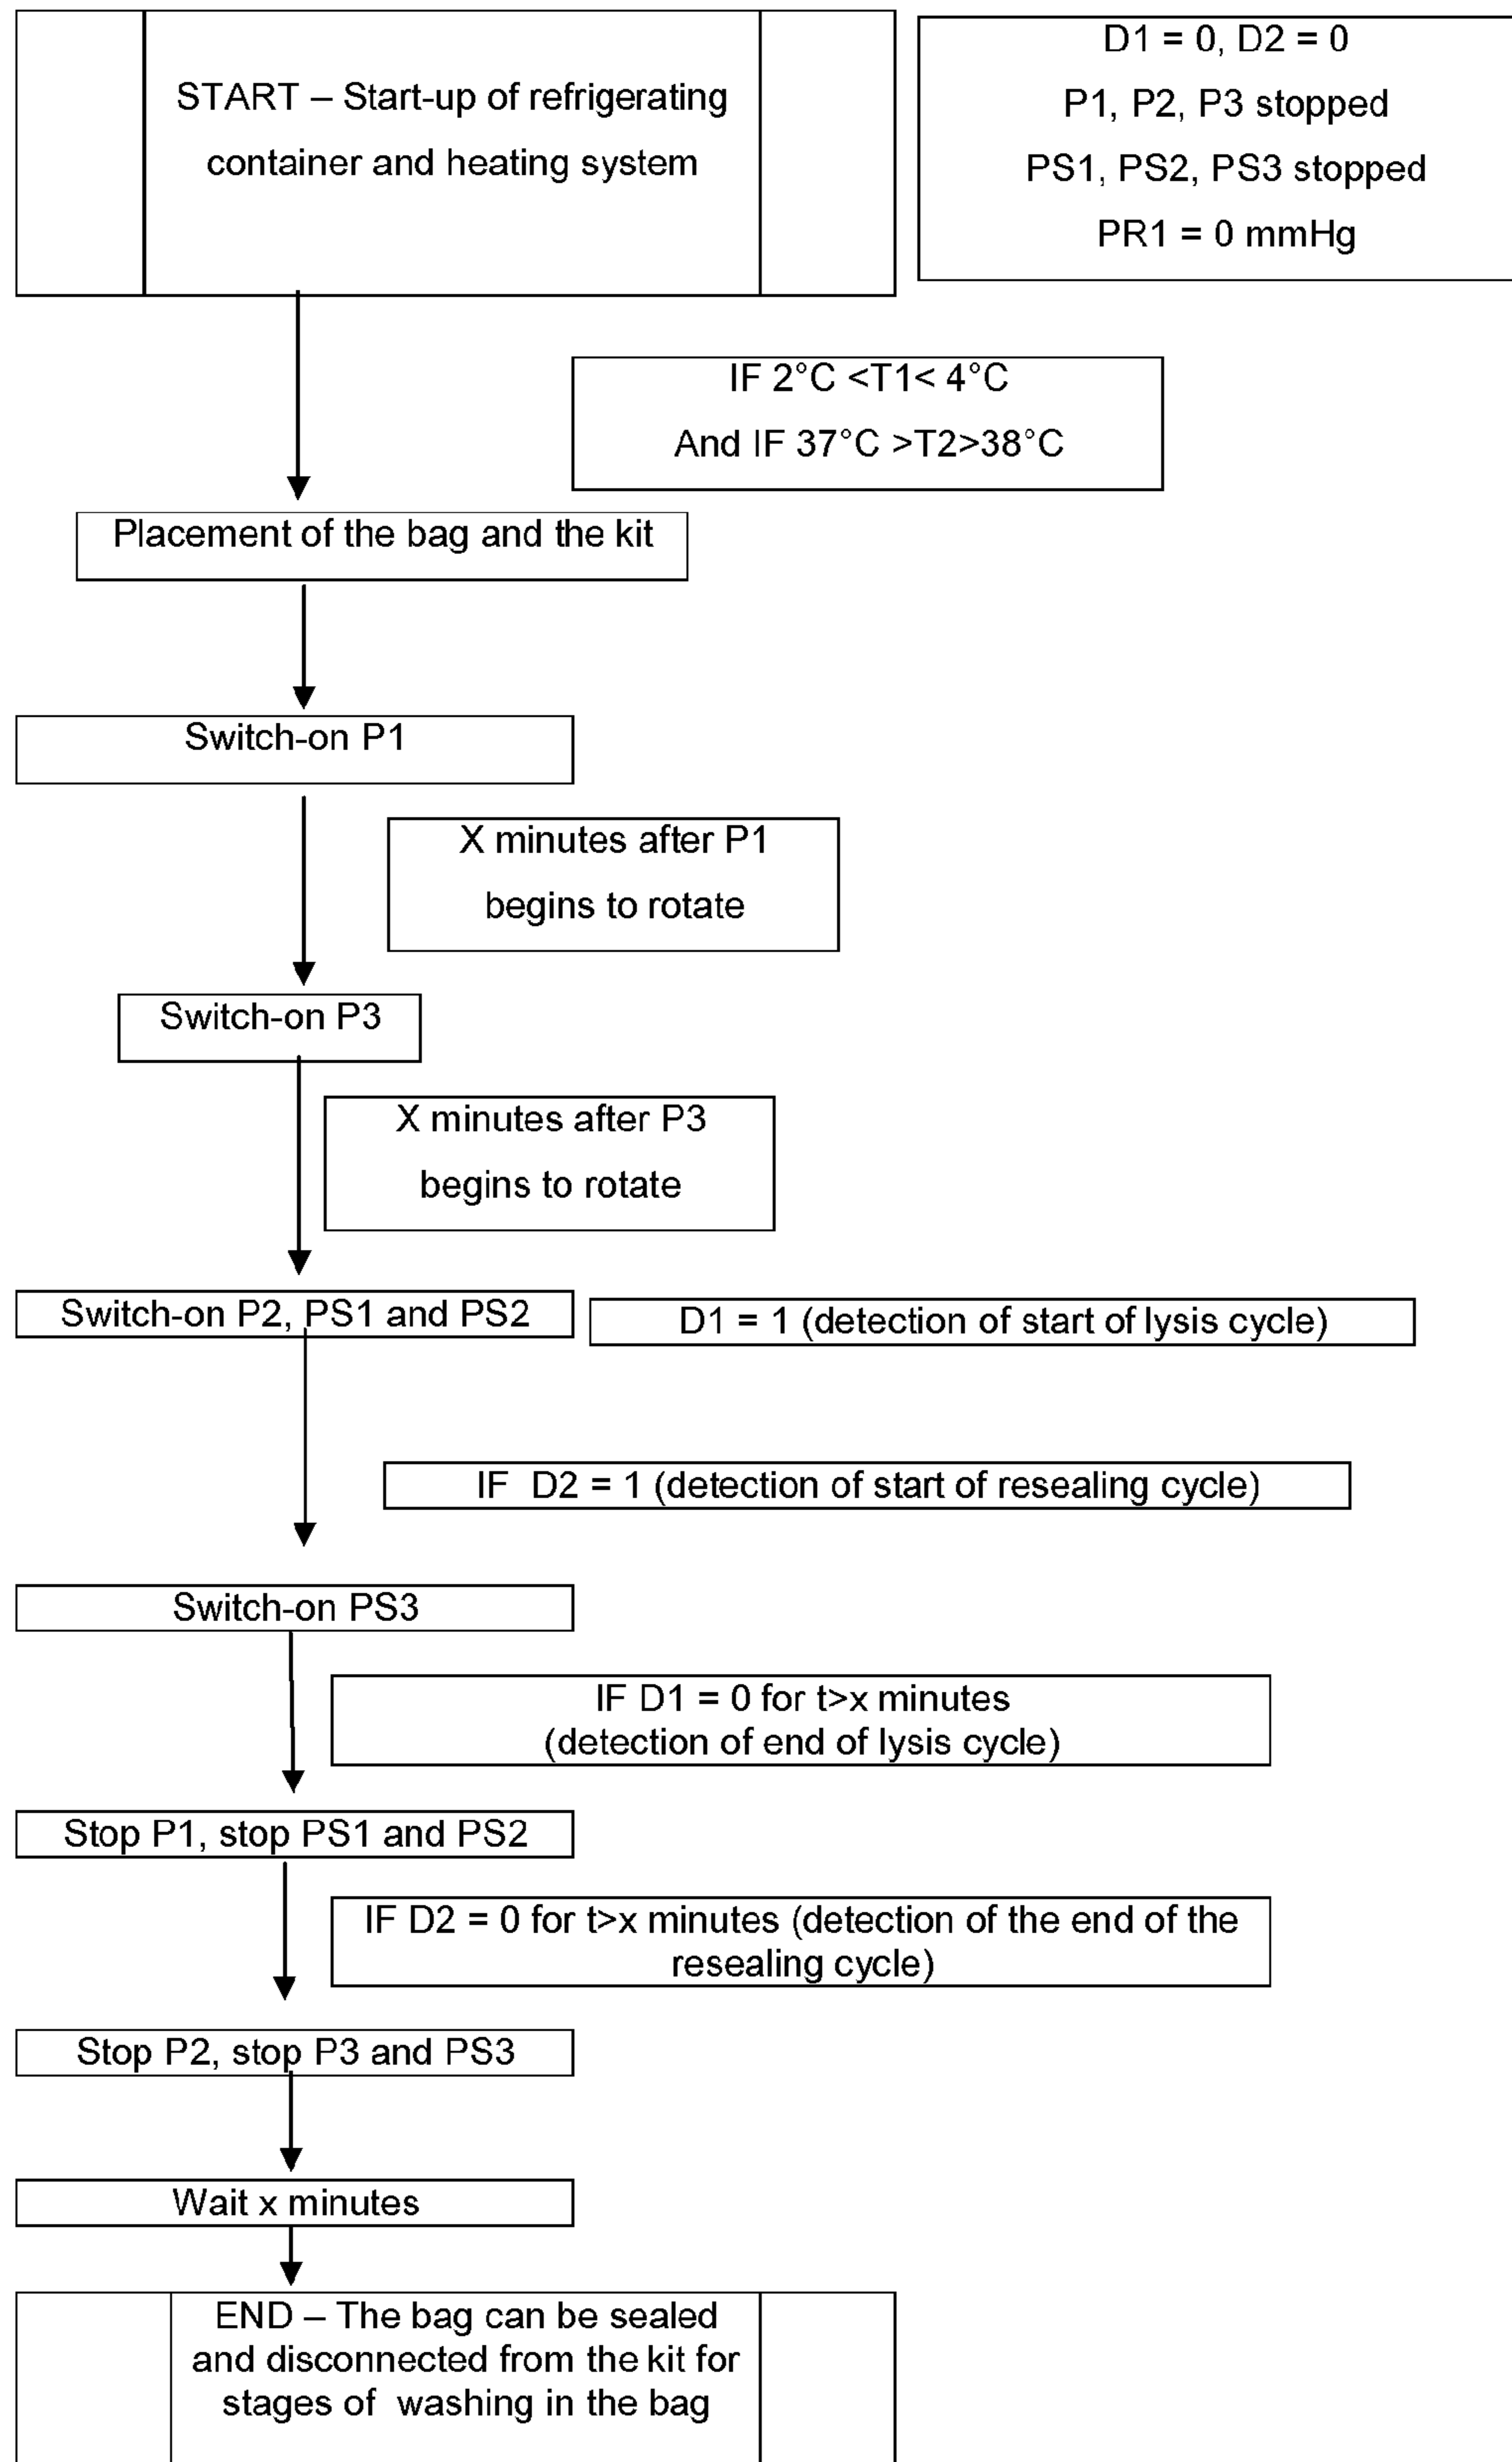 START – Start-up of refrigerating
container and heating system
D1 = 0, D2 = 0
P1, P2, P3 stopped
PS1, PS2, PS3 stopped
PR1 = 0 mmHg
IF 2°C <T1< 4°C
And IF 37°C >T2>38°C
Placement of the bag and the kit
Switch-on P1
X minutes after P1
begins to rotate
Switch-on P3
X minutes after P3
begins to rotate
Switch-on P2, PS1 and PS2
D1 = 1 (detection of start of lysis cycle)
IF D2 = 1 (detection of start of resealing cycle)
Switch-on PS3
IF D1 = 0 for t>x minutes
(detection of end of lysis cycle)
Stop P1, stop PS1 and PS2
IF D2 = 0 for t>x minutes (detection of the end of the
resealing cycle)
Stop P2, stop P3 and PS3
Wait x minutes
END – The bag can be sealed
and disconnected from the kit for
stages of washing in the bag